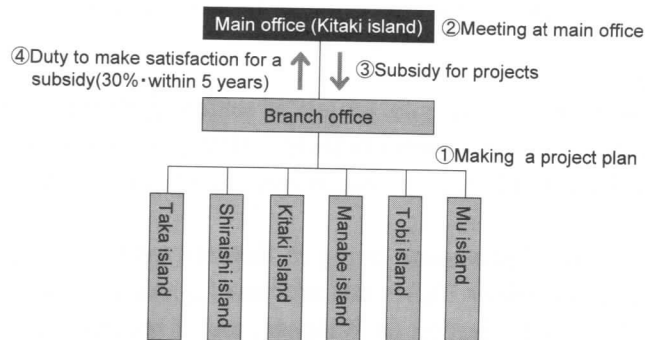 Main office (Kitaki island)
②Meeting at main office
④Duty to make satisfaction for a
subsidy(30%・within 5 years)
③Subsidy for projects
Branch office
①Making a project plan
Taka island
Shiraishi island
Kitaki island
Manabe island
Tobi island
Mu island